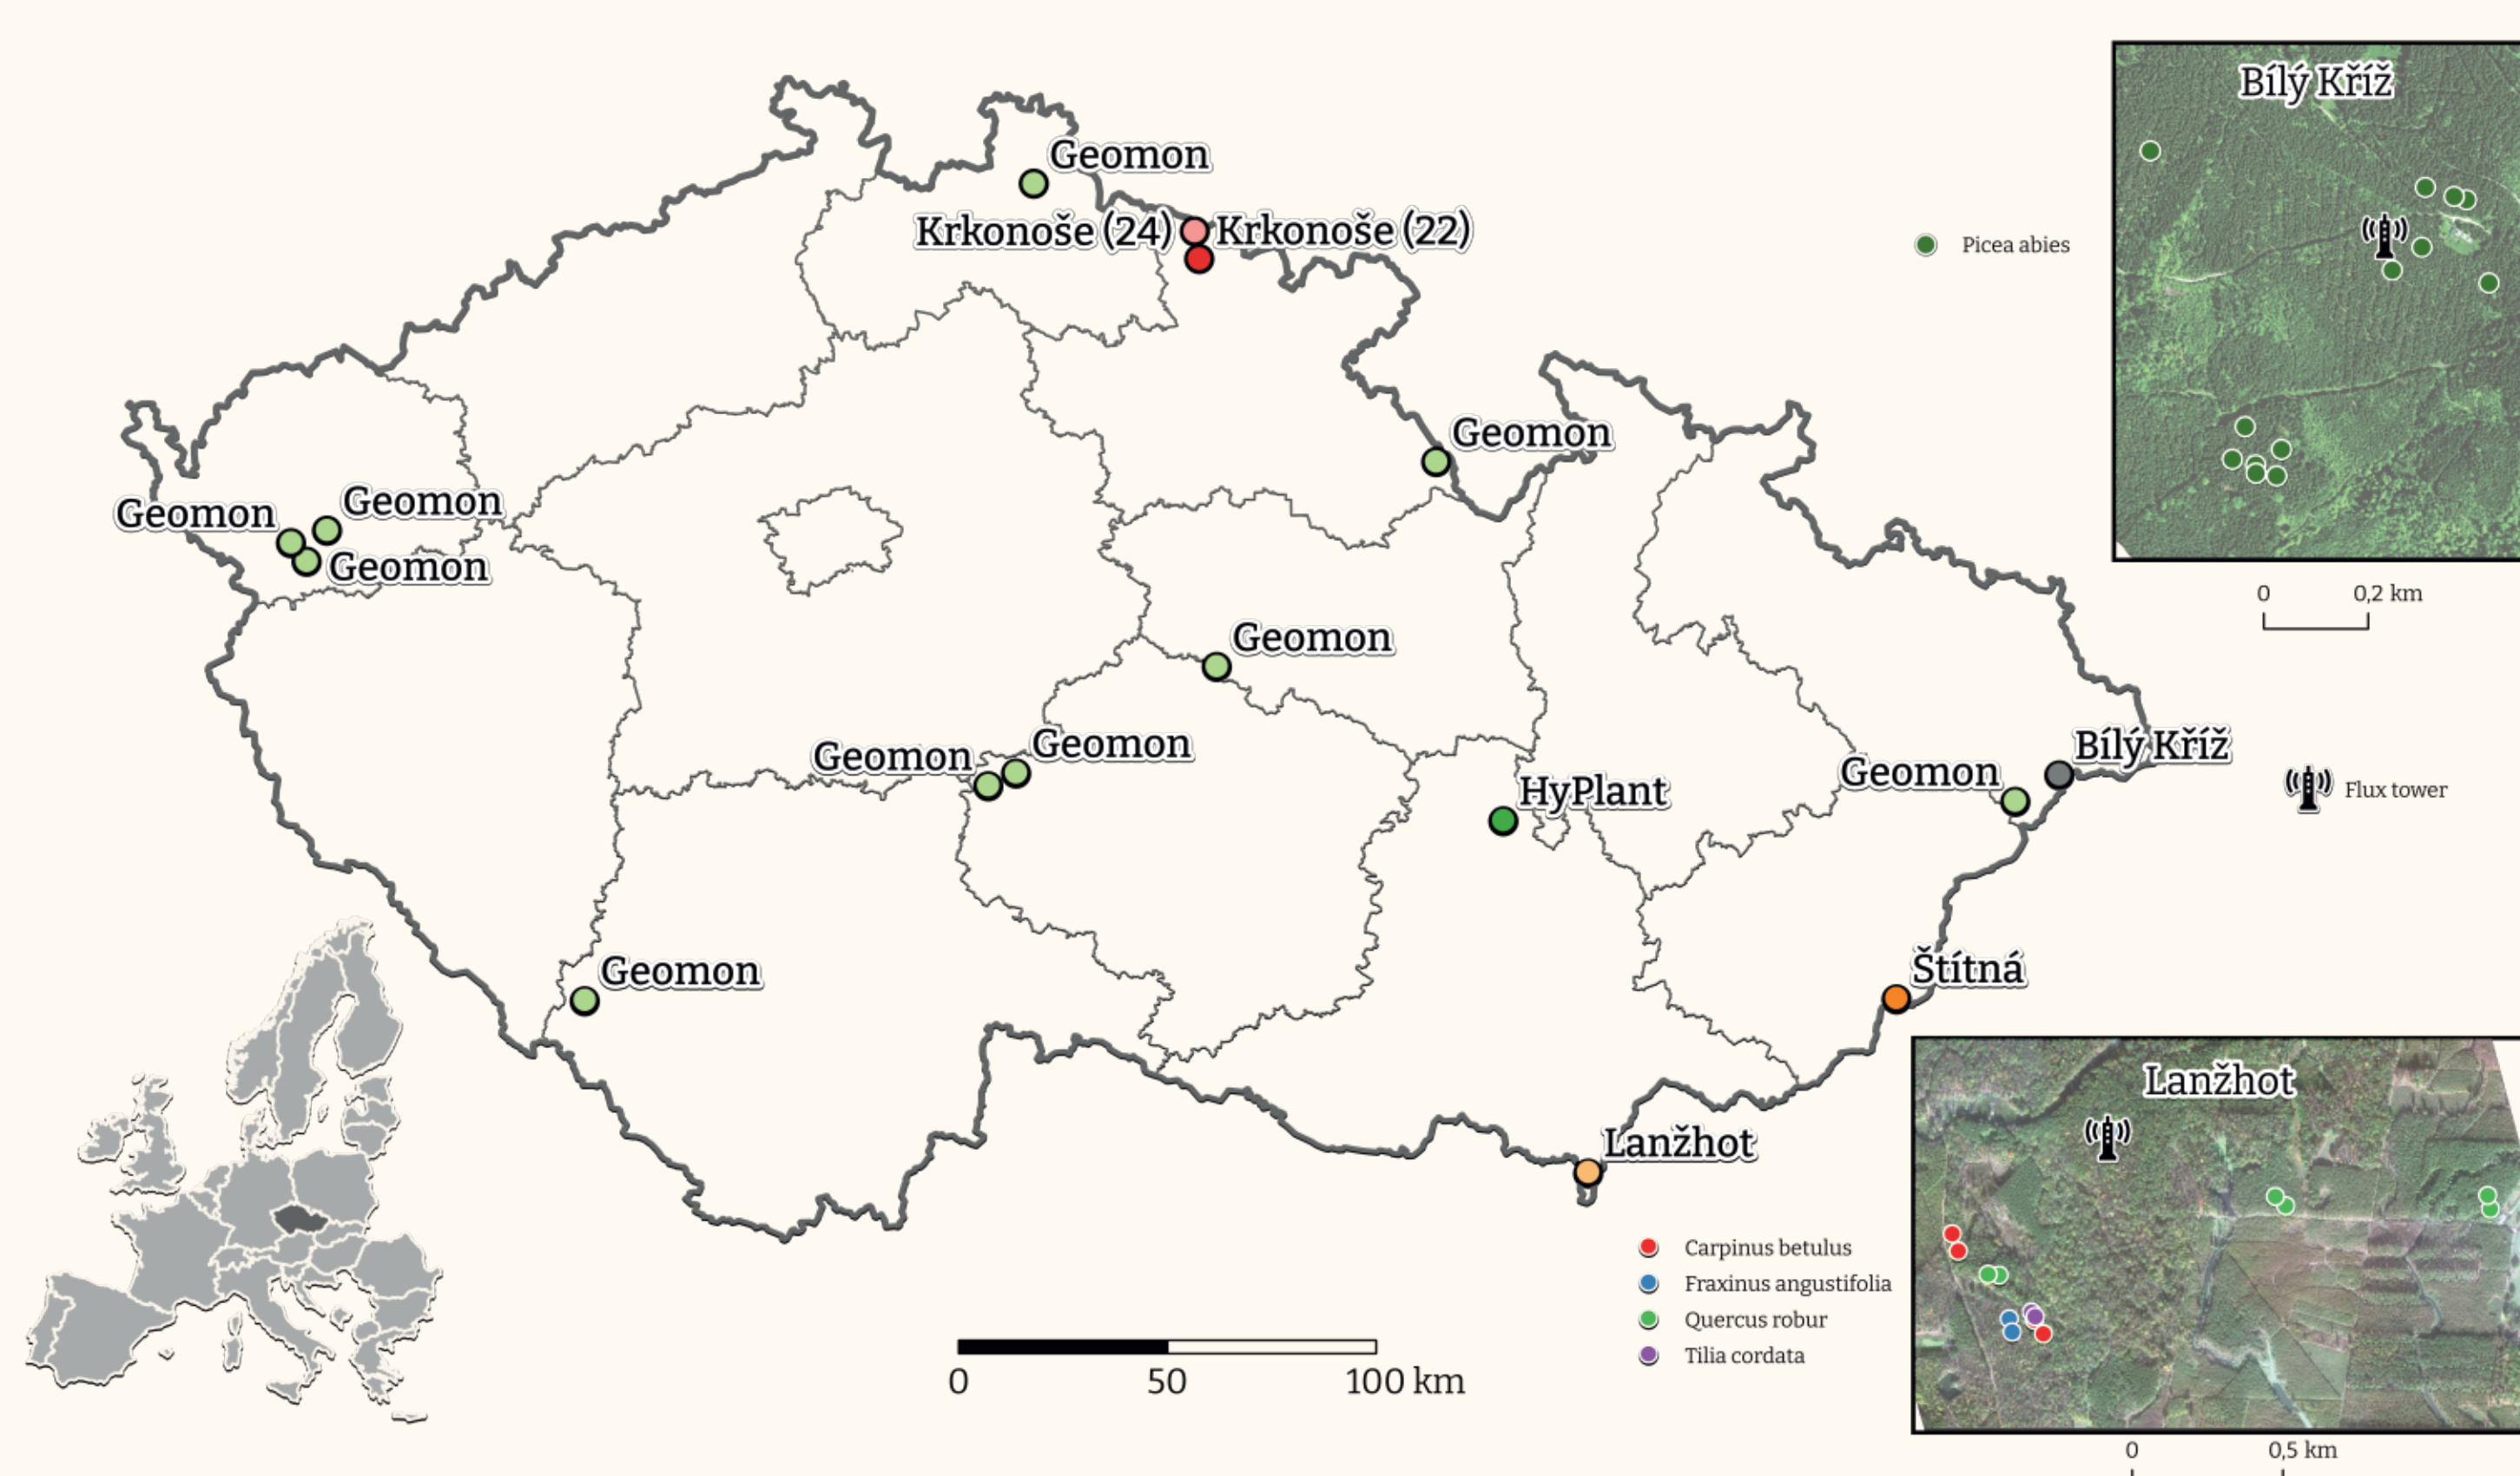 Bílý Kříž
Geomon
Krkonoše (24)
Krkonoše (22)
Picea abies
Geomon
Geomon
Geomon
Geomon
0
0,2 km
Geomon
Geomon
Geomon
HyPlant
Geomon
Bílý Kříž
Flux tower
Geomon
Štítná
Lanžhot
Lanžhot
Carpinus betulus
Fraxinus angustifolia
Quercus robur
Tilia cordata
0
50
100 km
0
0,5 km